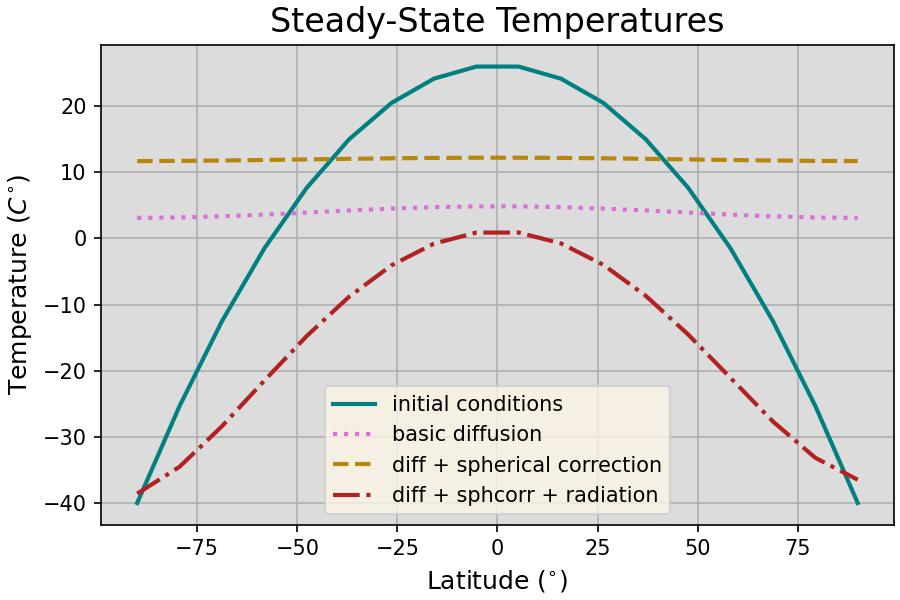 Steady-State Temperatures
Temperature (C°)
20
10
0
−10
−20
−30
−40
initial conditions
basic diffusion
diff + spherical correction
diff + sphcorr + radiation
−75
−50
−25
0
25
50
75
Latitude (°)